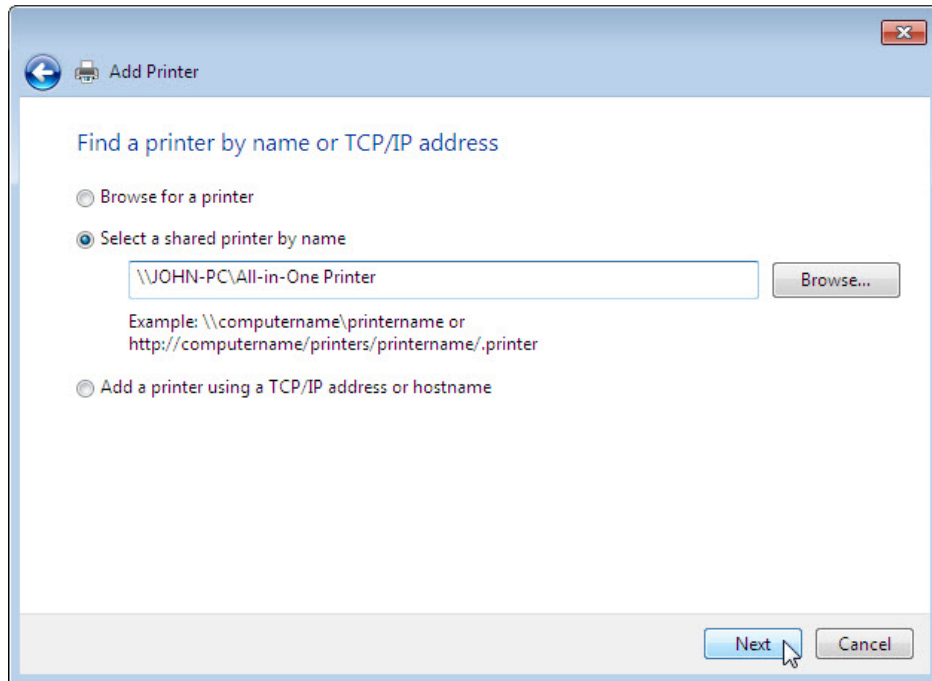 Add Printer
Find a printer by name or TCP/IP address
Browse for a printer
Select a shared printer by name
\\JOHN-PC\All-in-One Printer
Browse...
Example: \\computername\printername or
http://computername/printers/printername/.printer
Add a printer using a TCP/IP address or hostname
Next
Cancel